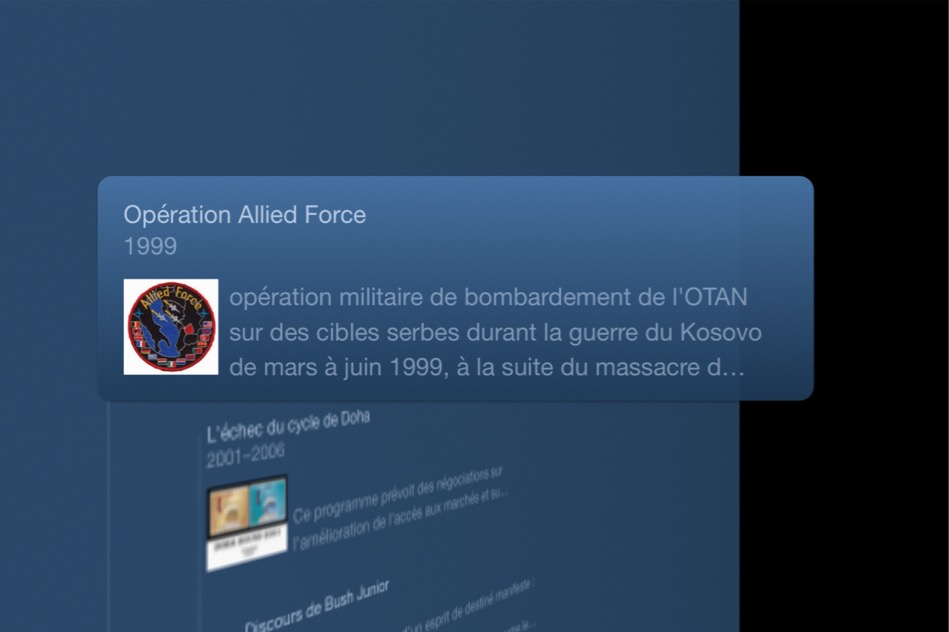 Opération Allied Force
1999
Allied Force
opération militaire de bombardement de l'OTAN
sur des cibles serbes durant la guerre du Kosovo
de mars à juin 1999, à la suite du massacre d...
L'échec du cycle de Doha
2001–2006
Ce programme prévoit des négociations sur
l'amélioration de l'accès aux marchés et su...
Discours de Bush Junior
d'un esprit de destiné manifeste :